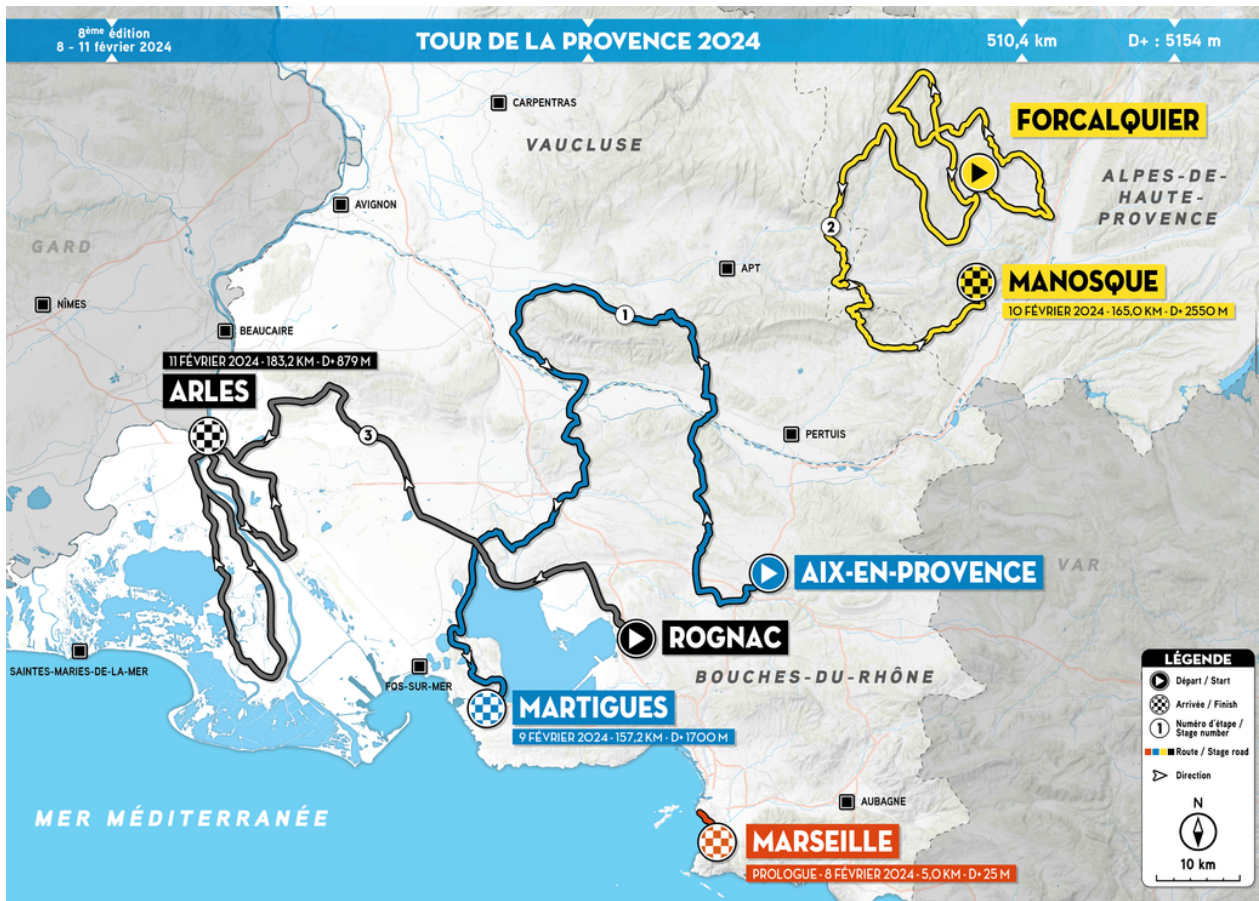 8ème édition
8 - 11 février 2024
TOUR DE LA PROVENCE 2024
510,4 km
D+ : 5154 m
CARPENTRAS
VAUCLUSE
FORCALQUIER
ALPES-DE-
HAUTE-
PROVENCE
AVIGNON
GARD
2
APT
MANOSQUE
10 FÉVRIER 2024 - 165,0 KM - D+ 2550 M
NÎMES
BEAUCAIRE
1
11 FÉVRIER 2024 - 183,2 KM - D+ 879 M
ARLES
3
PERTUIS
AIX-EN-PROVENCE
VAR
ROGNAC
SAINTES-MARIES-DE-LA-MER
FOS-SUR-MER
BOUCHES-DU-RHÔNE
MARTIGUES
9 FÉVRIER 2024 - 157,2 KM - D+ 1700 M
MER MÉDITERRANÉE
AUBAGNE
MARSEILLE
PROLOGUE - 8 FÉVRIER 2024 - 5,0 KM - D+ 25 M
LÉGENDE
Départ / Start
Arrivée / Finish
1
Numéro d'étape /
Stage number
Route / Stage road
Direction
N
10 km